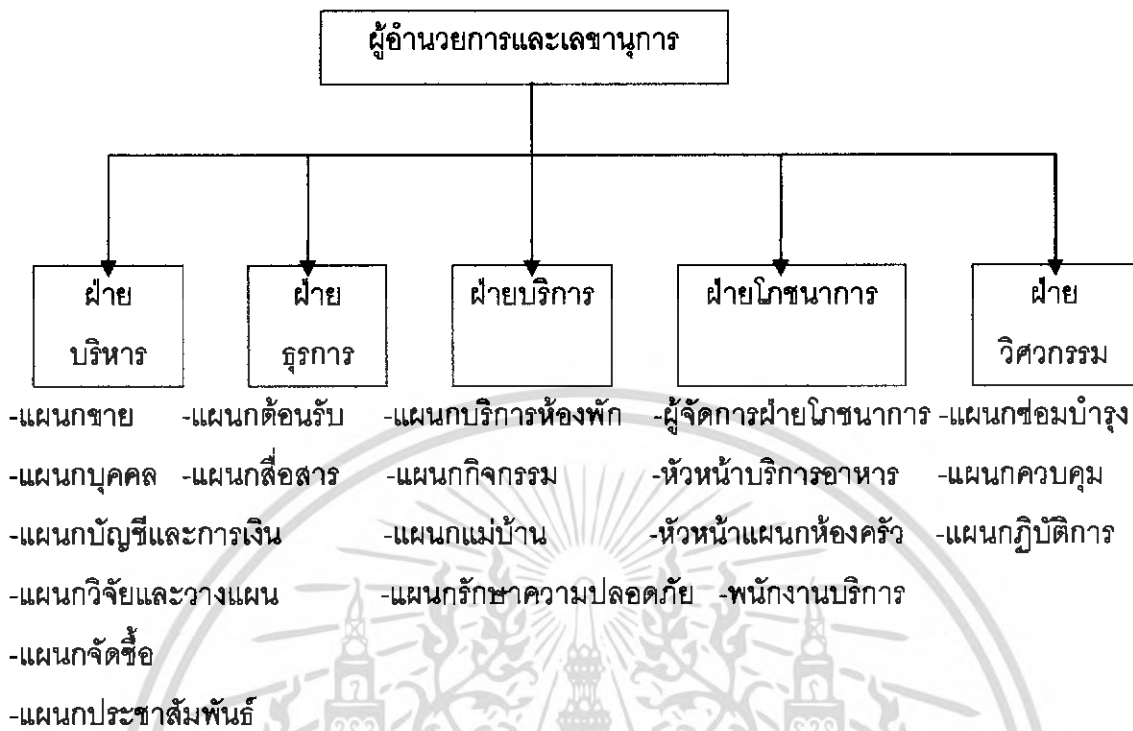 ผู้อำนวยการและเลขานุการ
ฝ่าย
บริหาร
ฝ่าย
ธุรการ
ฝ่ายบริการ
ฝ่ายโภชนาการ
ฝ่าย
วิศวกรรม
-แผนกขาย -แผนกต้อนรับ -แผนกบริการห้องพัก -ผู้จัดการฝ่ายโภชนาการ -แผนกซ่อมบำรุง
-แผนกบุคคล -แผนกสื่อสาร -แผนกกิจกรรม -หัวหน้าบริการอาหาร -แผนกควบคุม
-แผนกบัญชีและการเงิน -แผนกแม่บ้าน -หัวหน้าแผนกห้องครัว -แผนกฏิบัติการ
-แผนกวิจัยและวางแผน -แผนกรักษาความปลอดภัย -พนักงานบริการ
-แผนกจัดซื้อ
-แผนกประชาสัมพันธ์